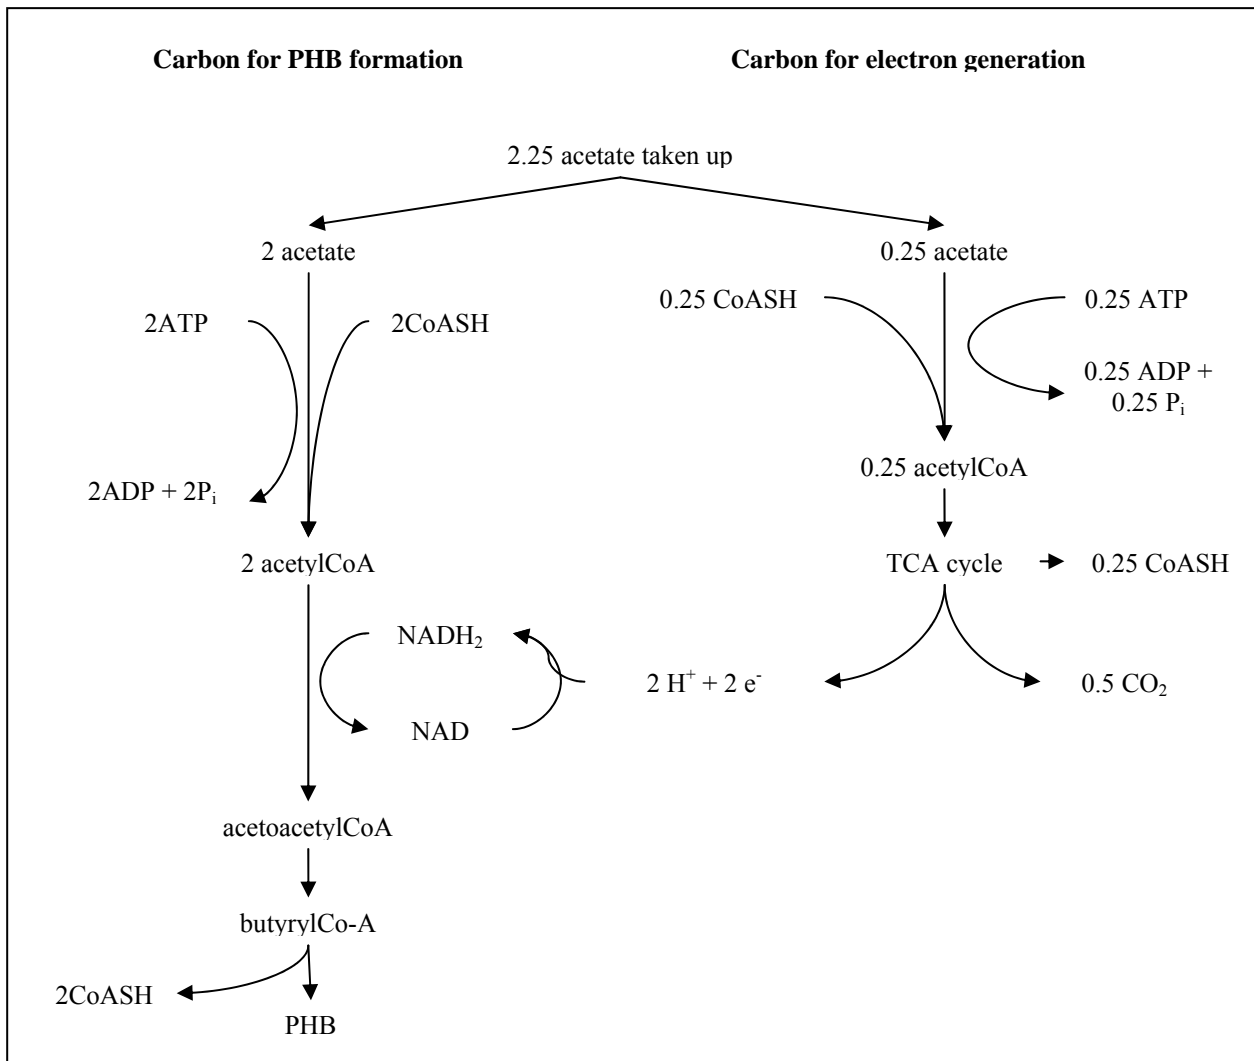 Carbon for PHB formation
Carbon for electron generation
2.25 acetate taken up
2 acetate
0.25 acetate
0.25 CoASH
0.25 ATP
2ATP
2CoASH
0.25 ADP +
0.25 Pi
0.25 acetylCoA
2ADP + 2Pi
2 acetylCoA
TCA cycle
0.25 CoASH
NADH2
2 H+ + 2 e-
0.5 CO2
NAD
acetoacetylCoA
butyrylCo-A
2CoASH
PHB